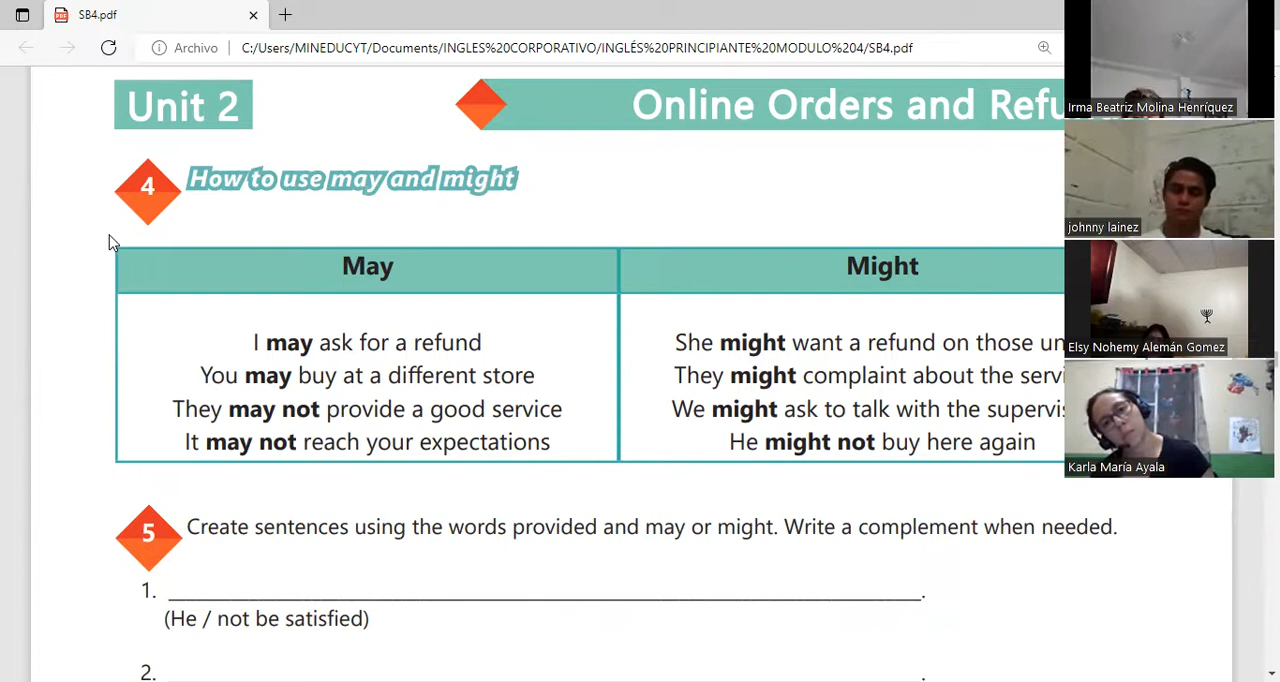 SB4.pdf
Archivo
C:/Users/MINEDUCYT/Documents/INGLES%20CORPORATIVO/INGLÉS%20PRINCIPIANTE%20MODULO%204/SB4.pdf
Unit 2
Online Orders and Refu
4
How to use may and might
May
Might
I may ask for a refund
You may buy at a different store
They may not provide a good service
It may not reach your expectations
She might want a refund on those un
They might complaint about the servi
We might ask to talk with the supervis
He might not buy here again
5
Create sentences using the words provided and may or might. Write a complement when needed.
1. ______________________________.
(He / not be satisfied)
2. ______________________________.
Irma Beatriz Molina Henríquez
johnny lainez
Elsy Nohemy Alemán Gomez
Karla María Ayala